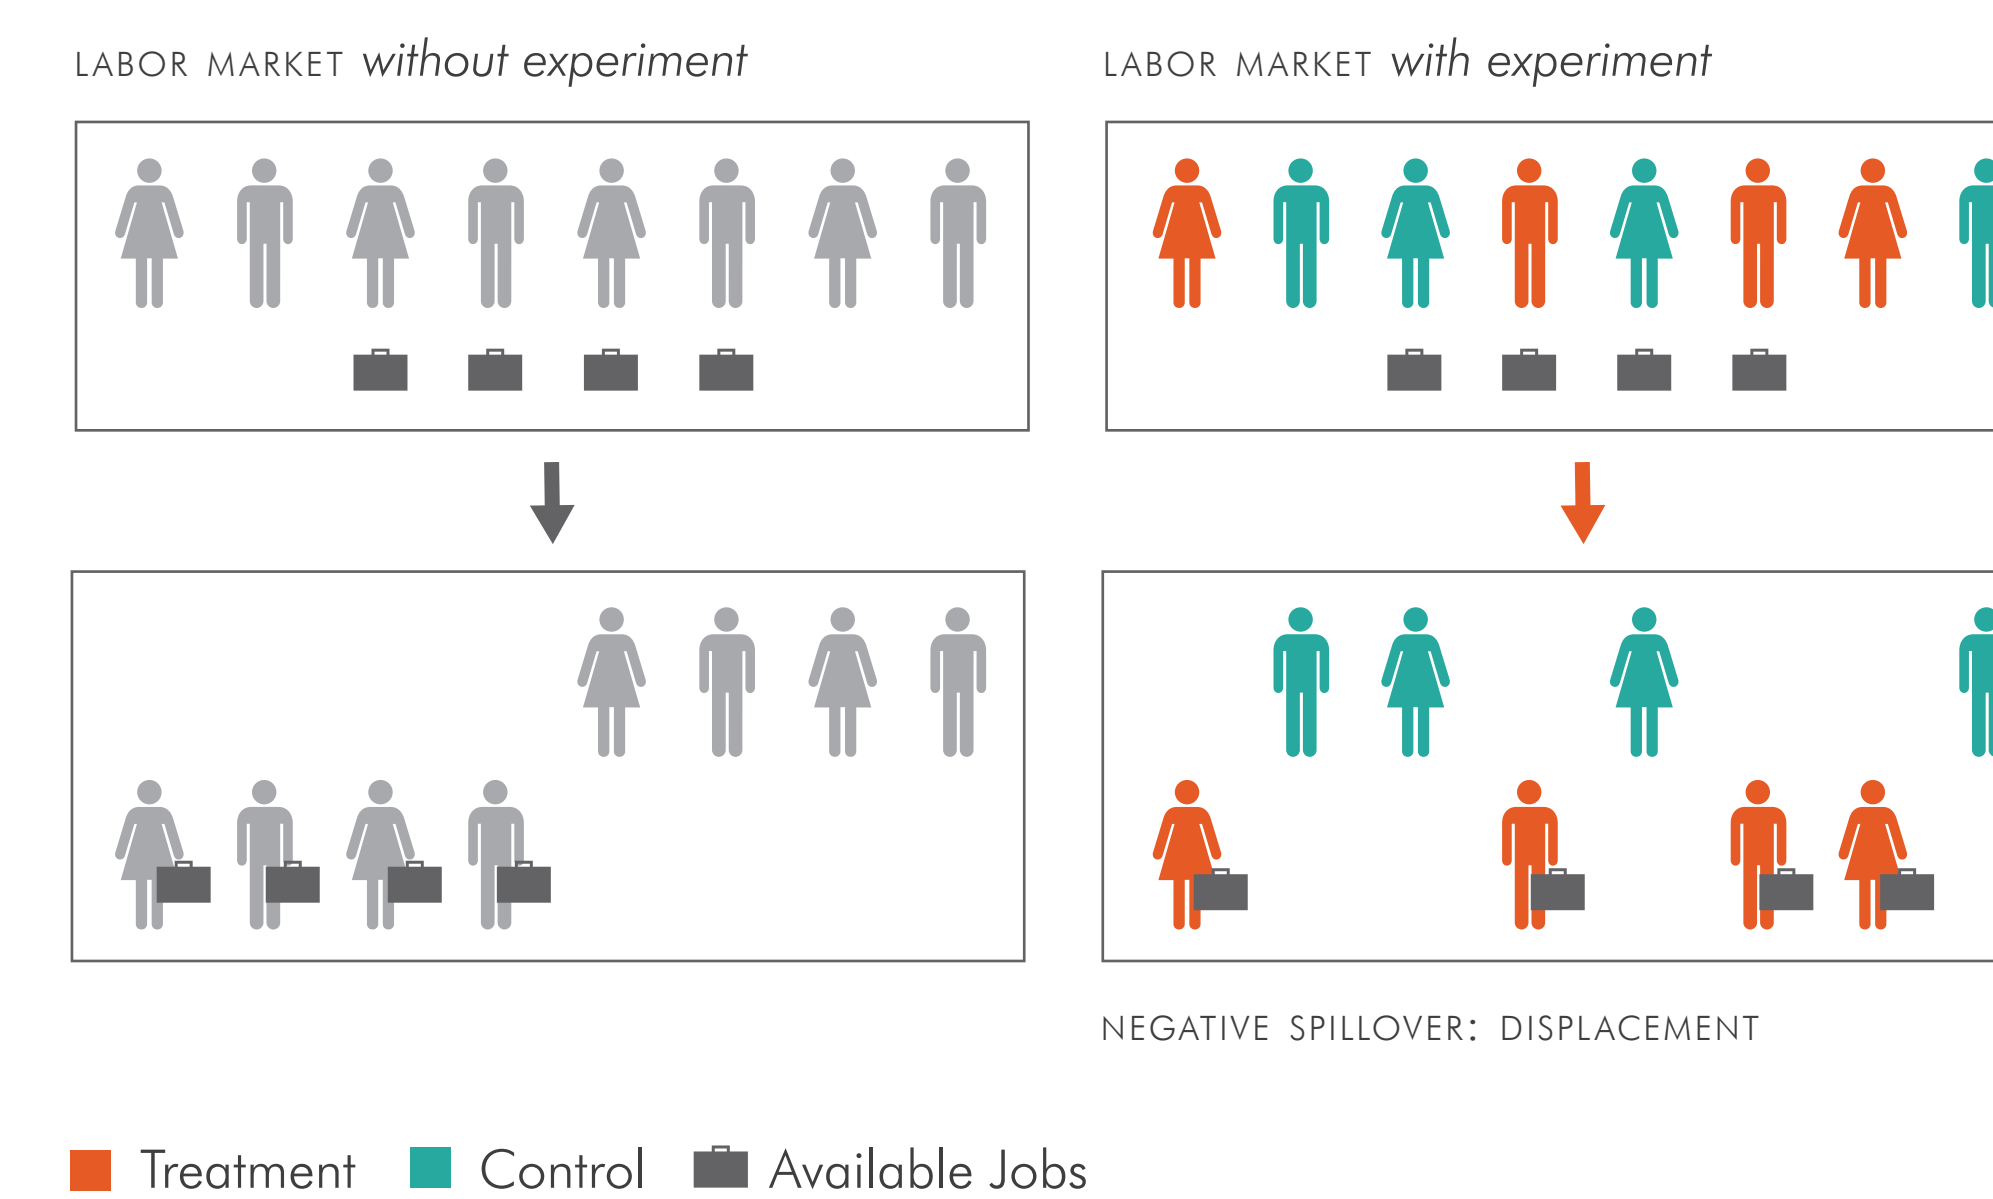 LABOR MARKET without experiment
LABOR MARKET with experiment
NEGATIVE SPILLOVER: DISPLACEMENT
Treatment
Control
Available Jobs